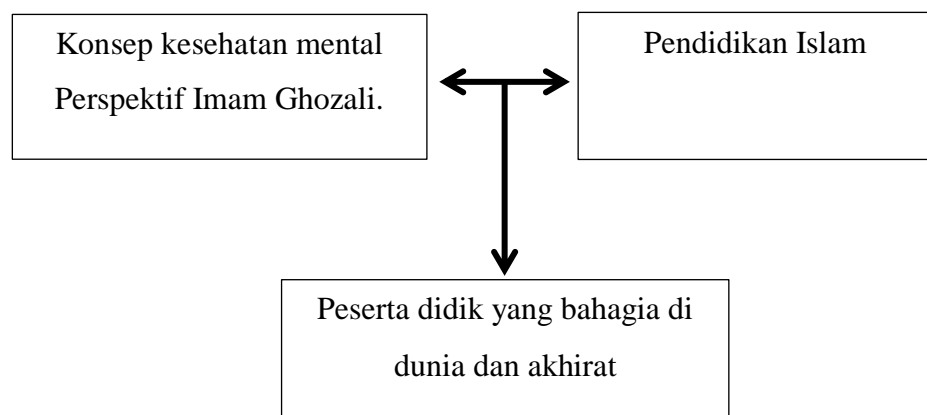 Konsep kesehatan mental
Perspektif Imam Ghozali.
Pendidikan Islam
Peserta didik yang bahagia di
dunia dan akhirat